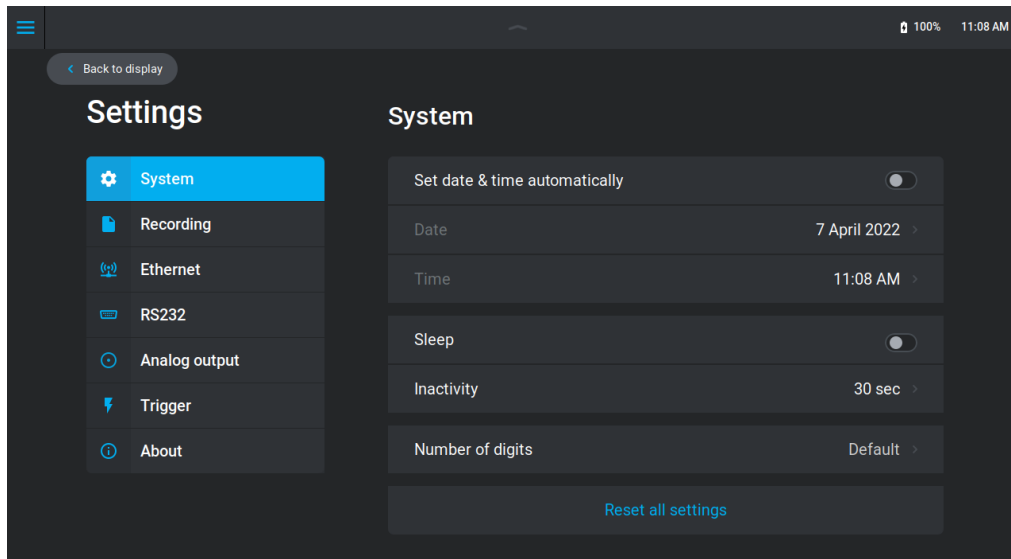 100% 11:08 AM
Back to display
Settings
System
Recording
Ethernet
RS232
Analog output
Trigger
About
System
Set date & time automatically
Date 7 April 2022
Time 11:08 AM
Sleep
Inactivity 30 sec
Number of digits Default
Reset all settings